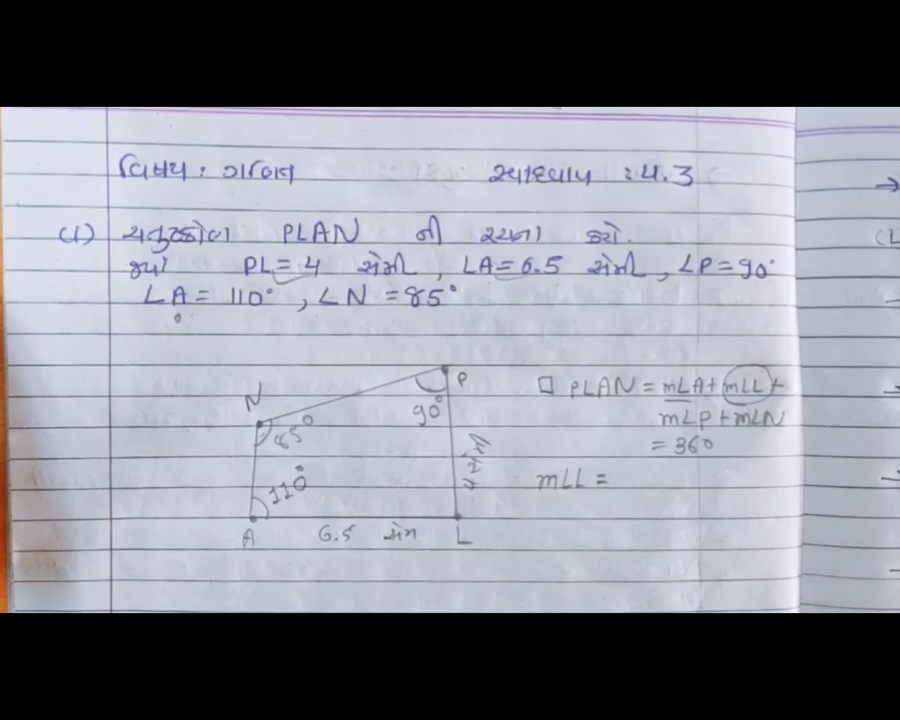 વિષય : ગણિત સ્વાધ્યાય : 4.3
(1) ચતુષ્કોણ PLAN ની રચના કરો.
જ્યાં PL = 4 સેમી , LA = 6.5 સેમી , ∠P = 90°
∠A = 110° , ∠N = 85°
N P
85° 90°
110° 4 સેમી
A 6.5 સેમ L
□ PLAN = m∠A + m∠L +
m∠P + m∠N
= 360
m∠L =